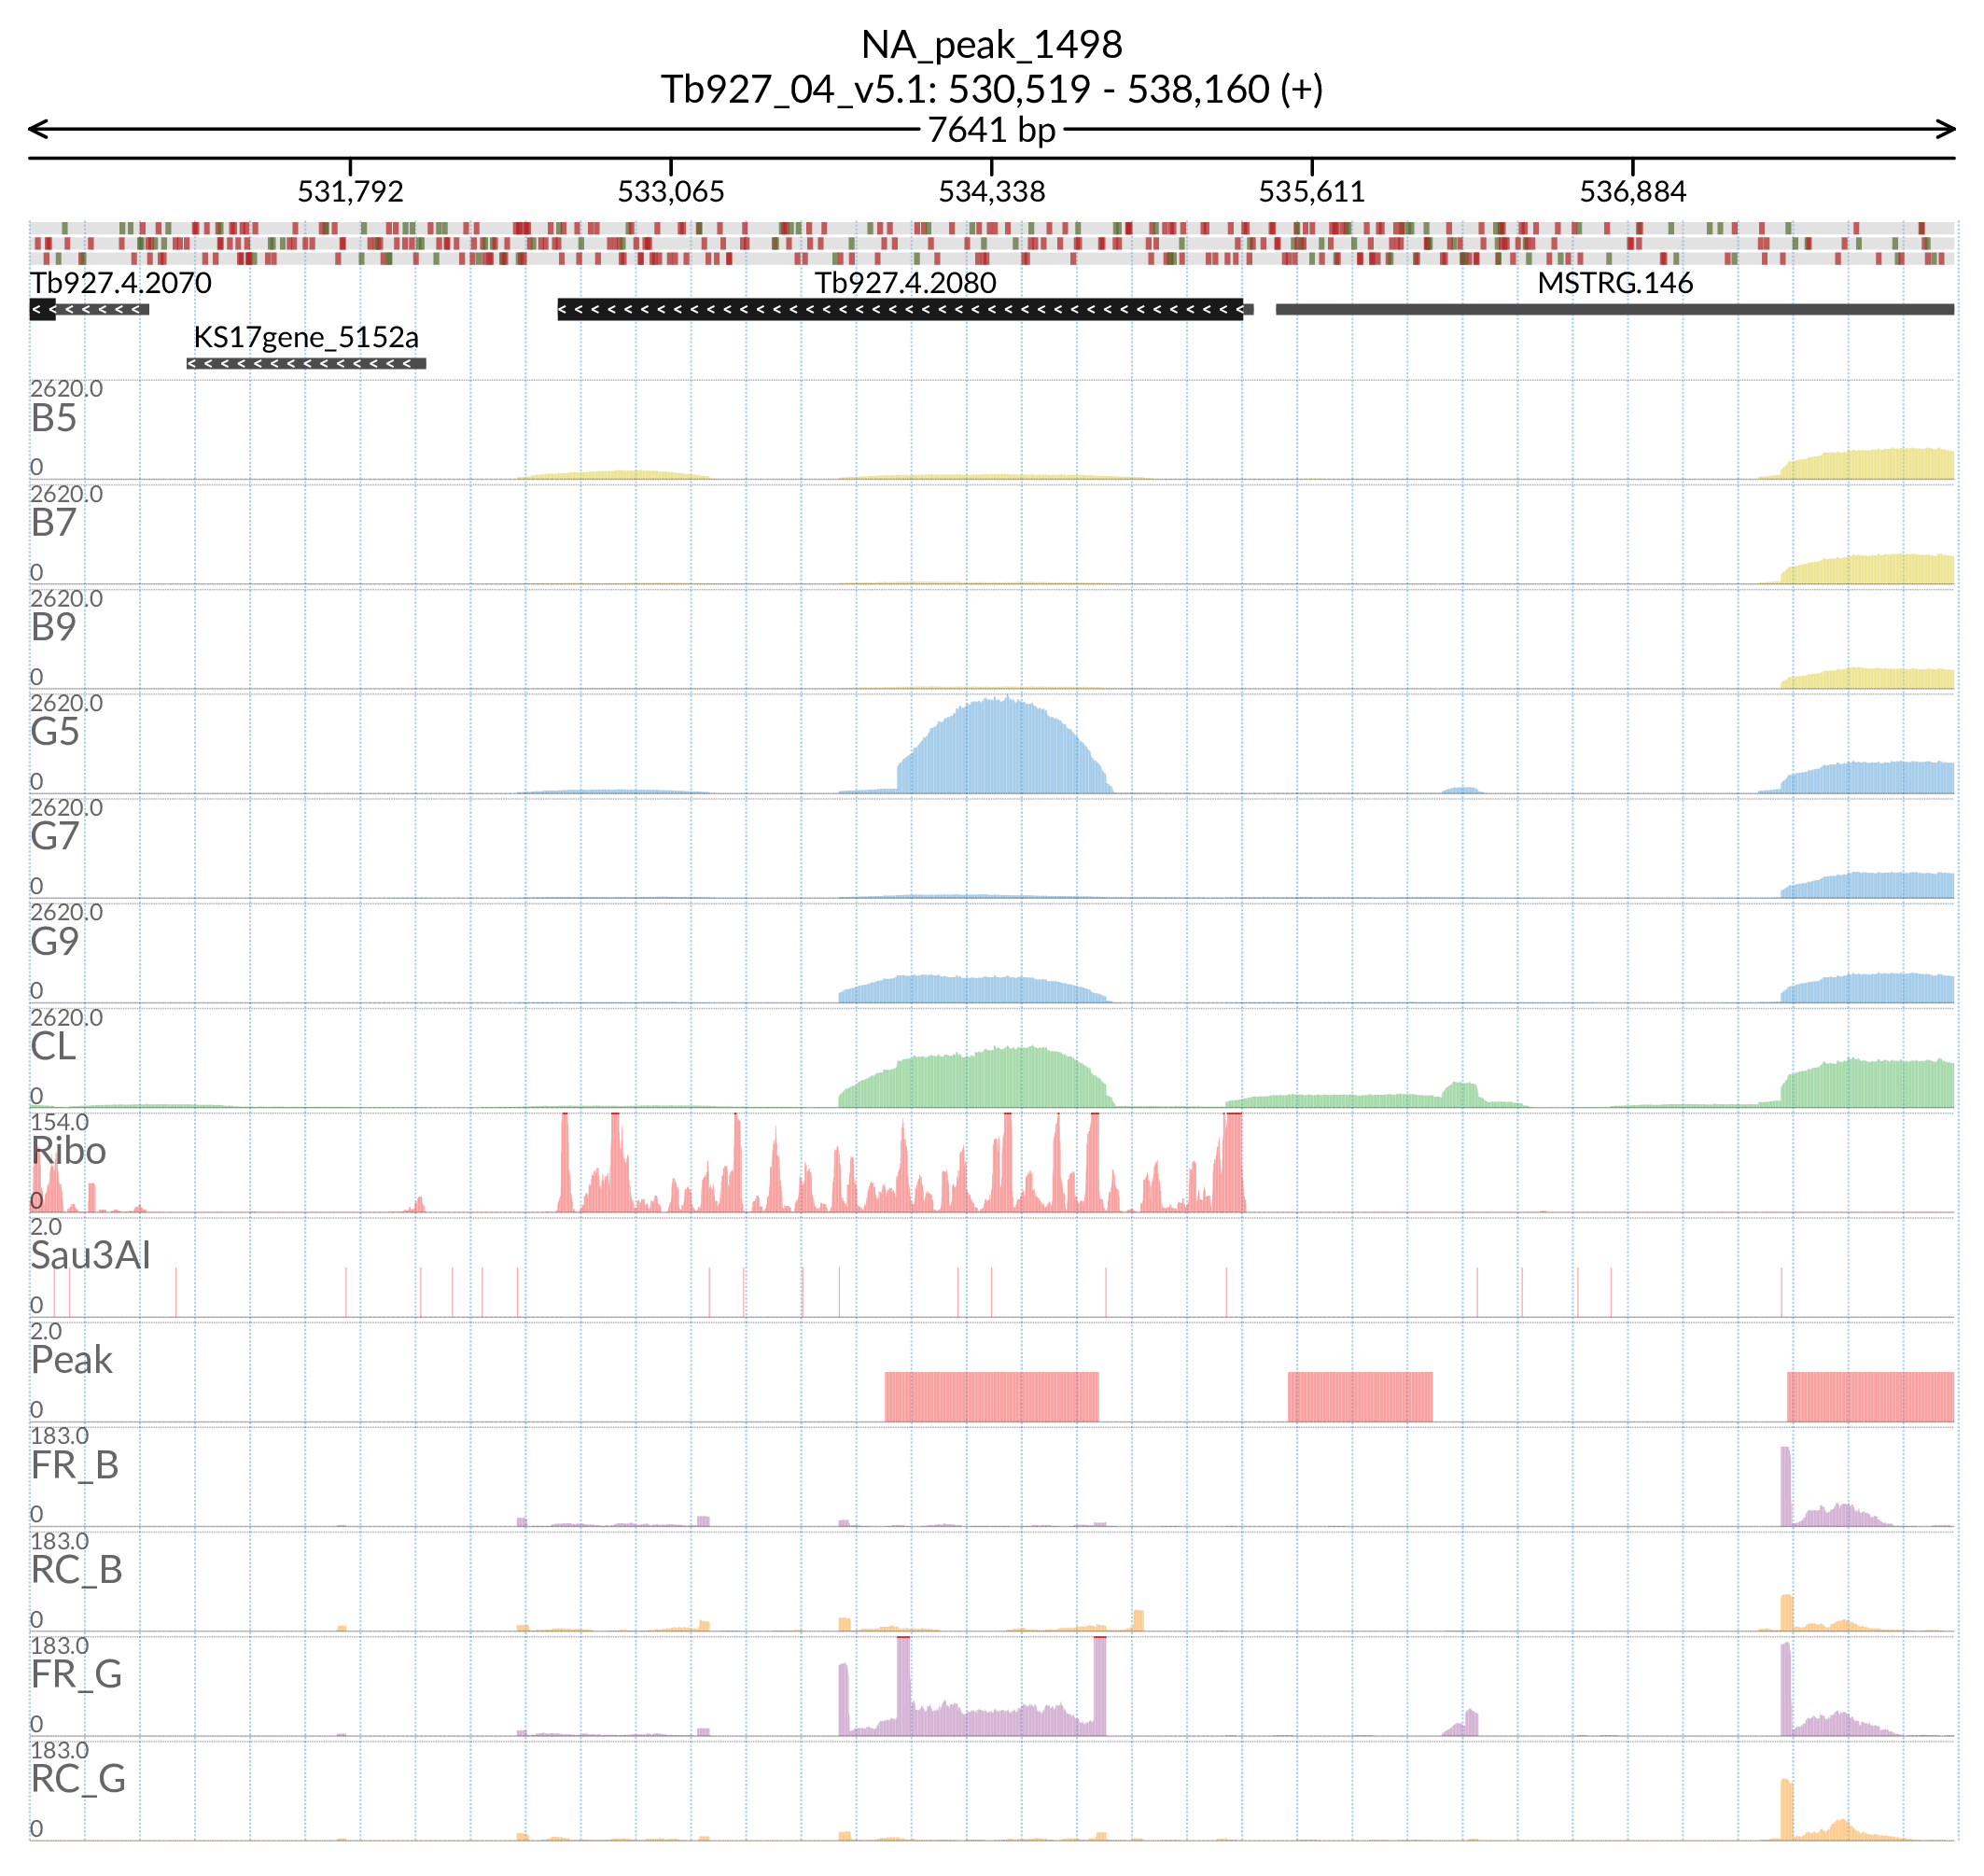 NA_peak_1498
Tb927_04_v5.1: 530,519 - 538,160 (+)
7641 bp
531,792 533,065 534,338 535,611 536,884
Tb927.4.2070 Tb927.4.2080 MSTRG.146
KS17gene_5152a
2620.0
B5
0
2620.0
B7
0
2620.0
B9
0
2620.0
G5
0
2620.0
G7
0
2620.0
G9
0
2620.0
CL
0
154.0
Ribo
0
2.0
Sau3AI
0
2.0
Peak
0
183.0
FR_B
0
183.0
RC_B
0
183.0
FR_G
0
183.0
RC_G
0